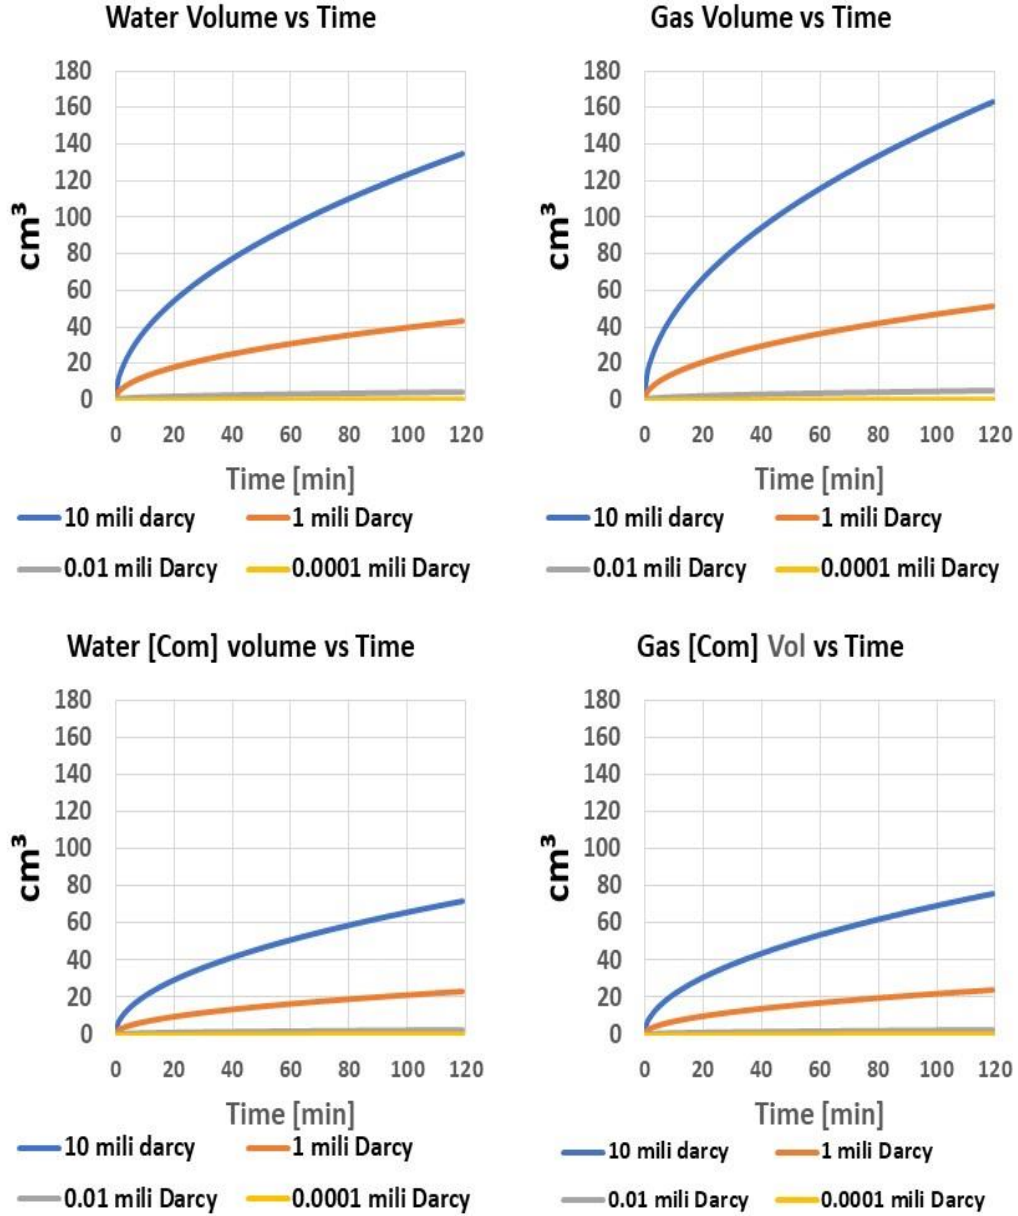 Water Volume vs Time
180
160
140
120
100
80
60
40
20
0
cm³
0 20 40 60 80 100 120
Time [min]
10 mili darcy
1 mili Darcy
0.01 mili Darcy
0.0001 mili Darcy
Gas Volume vs Time
180
160
140
120
100
80
60
40
20
0
cm³
0 20 40 60 80 100 120
Time [min]
10 mili darcy
1 mili Darcy
0.01 mili Darcy
0.0001 mili Darcy
Water [Com] volume vs Time
180
160
140
120
100
80
60
40
20
0
cm³
0 20 40 60 80 100 120
Time [min]
10 mili darcy
1 mili Darcy
0.01 mili Darcy
0.0001 mili Darcy
Gas [Com] Vol vs Time
180
160
140
120
100
80
60
40
20
0
cm³
0 20 40 60 80 100 120
Time [min]
10 mili darcy
1 mili Darcy
0.01 mili Darcy
0.0001 mili Darcy